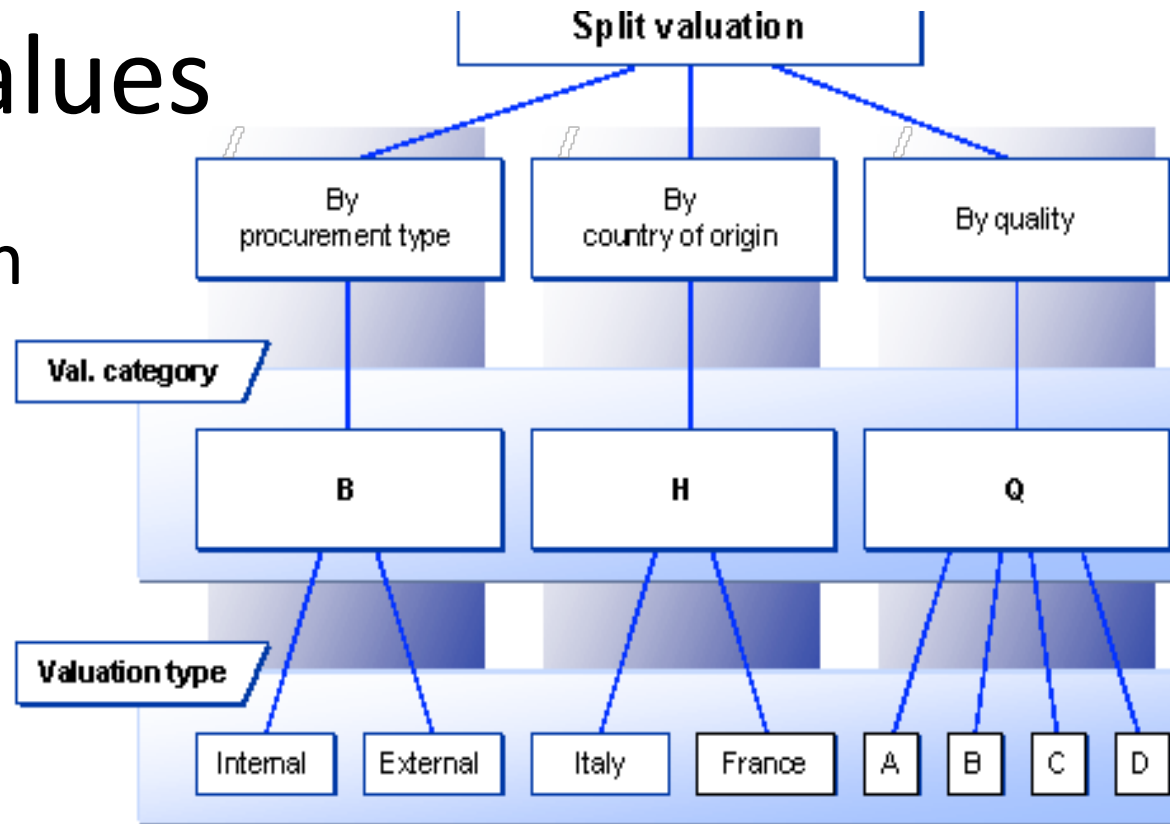 Split valuation
alues
By
procurement type
By
country of origin
By quality
n
Val. category
B
H
Q
Valuation type
Internal
External
Italy
France
A
B
C
D